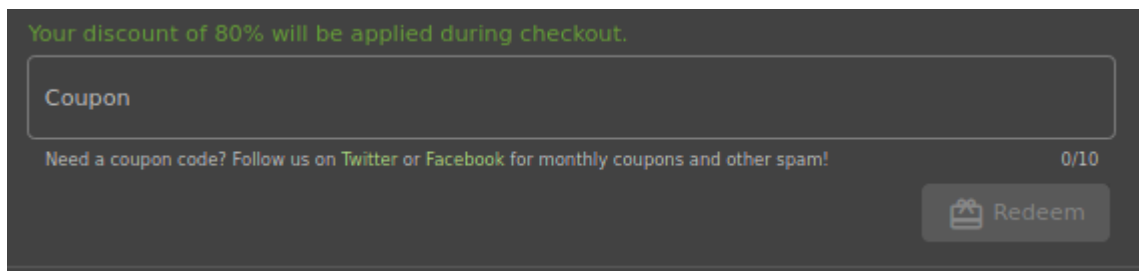 Your discount of 80% will be applied during checkout.
Coupon
Need a coupon code? Follow us on Twitter or Facebook for monthly coupons and other spam! 0/10
Redeem